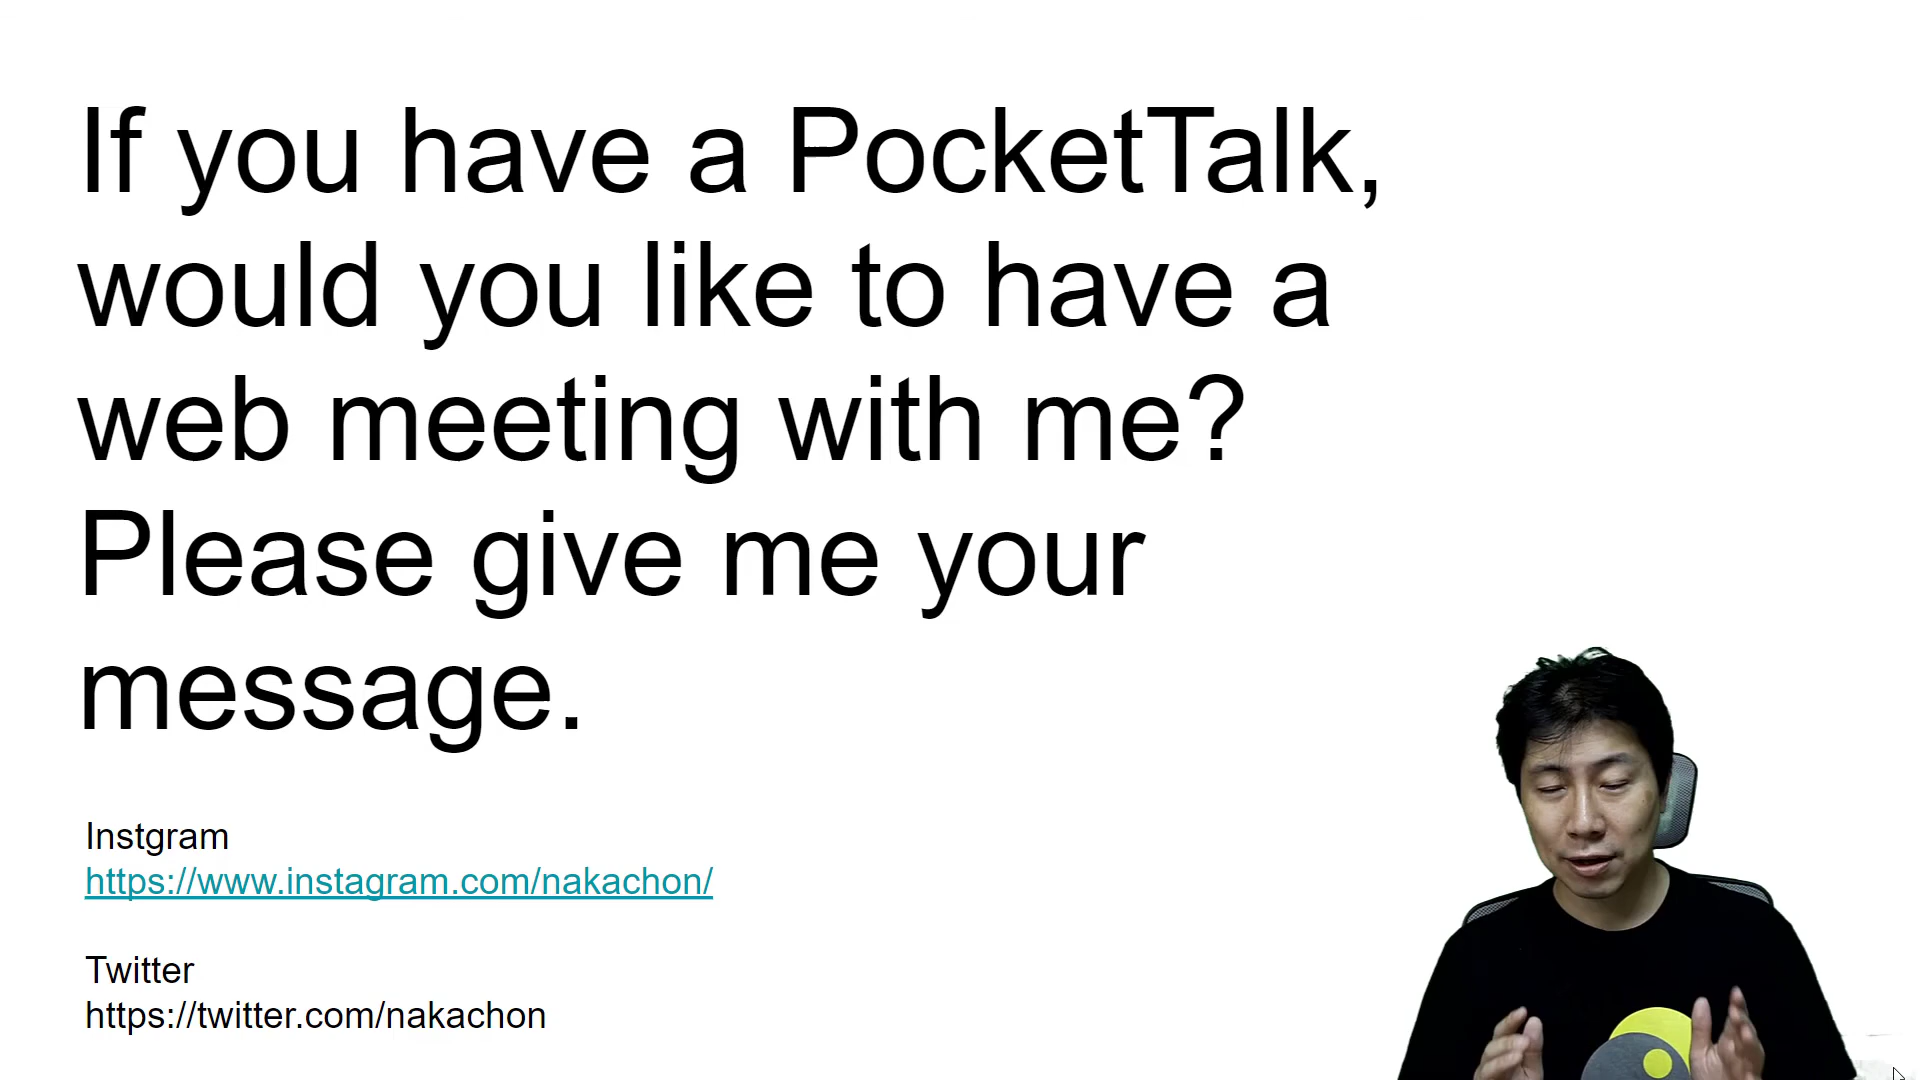 If you have a PocketTalk,
would you like to have a
web meeting with me?
Please give me your
message.
Instgram
https://www.instagram.com/nakachon/
Twitter
https://twitter.com/nakachon